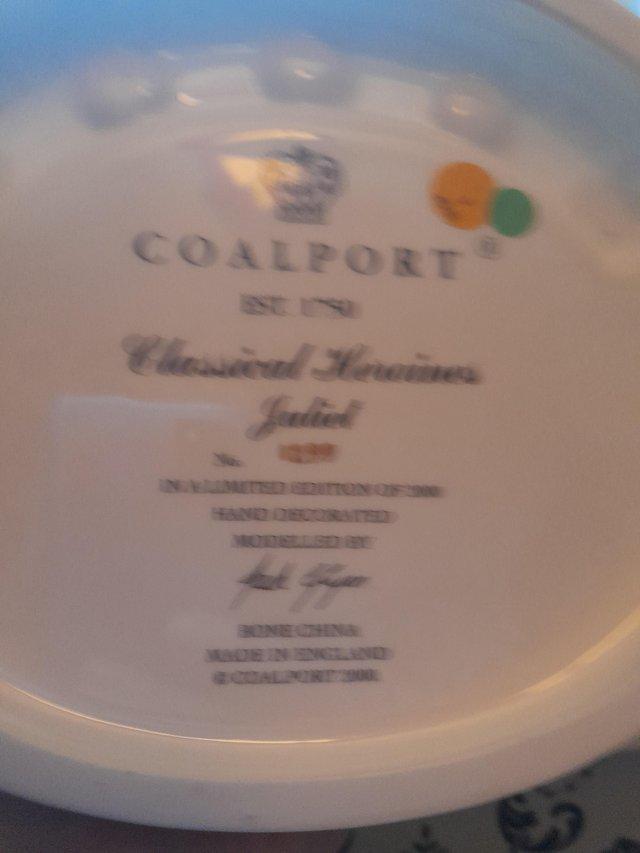 COALPORT ®
EST. 1750
Classical Heroines
Juliet
No.
IN A LIMITED EDITION OF
HAND DECORATED
MODELLED BY
BONE CHINA
MADE IN ENGLAND
© COALPORT